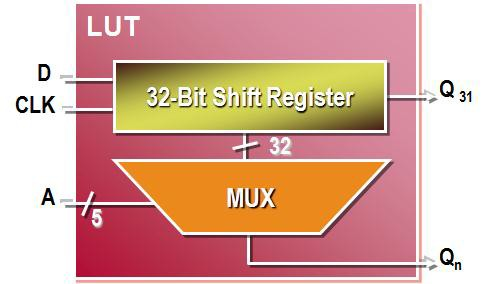 LUT
D
32-Bit Shift Register
Q 31
CLK
32
A
5
MUX
Qn